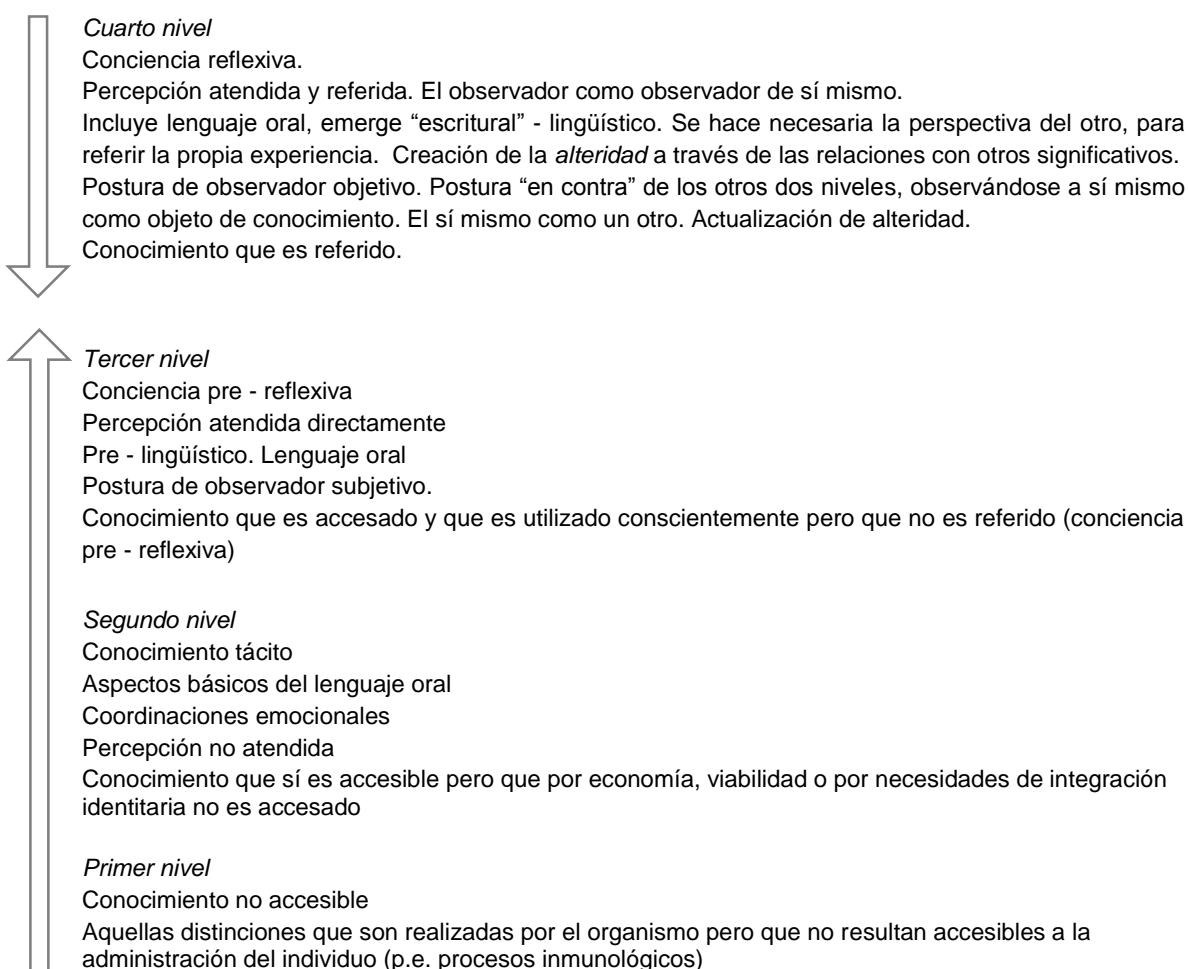 Cuarto nivel
Conciencia reflexiva.
Percepción atendida y referida. El observador como observador de sí mismo.
Incluye lenguaje oral, emerge “escritural” - lingüístico. Se hace necesaria la perspectiva del otro, para
referir la propia experiencia.  Creación de la alteridad a través de las relaciones con otros significativos.
Postura de observador objetivo. Postura “en contra” de los otros dos niveles, observándose a sí mismo
como objeto de conocimiento. El sí mismo como un otro. Actualización de alteridad.
Conocimiento que es referido.
Tercer nivel
Conciencia pre - reflexiva
Percepción atendida directamente
Pre - lingüístico. Lenguaje oral
Postura de observador subjetivo.
Conocimiento que es accesado y que es utilizado conscientemente pero que no es referido (conciencia
pre - reflexiva)
Segundo nivel
Conocimiento tácito
Aspectos básicos del lenguaje oral
Coordinaciones emocionales
Percepción no atendida
Conocimiento que sí es accesible pero que por economía, viabilidad o por necesidades de integración
identitaria no es accesado
Primer nivel
Conocimiento no accesible
Aquellas distinciones que son realizadas por el organismo pero que no resultan accesibles a la
administración del individuo (p.e. procesos inmunológicos)